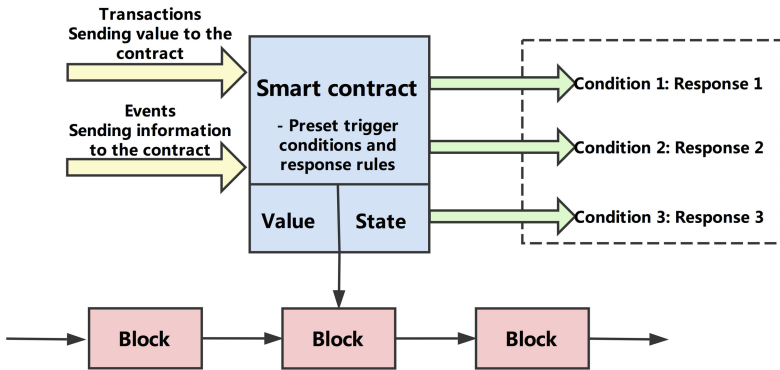 Transactions
Sending value to the
contract
Events
Sending information
to the contract
Smart contract
- Preset trigger
conditions and
response rules
Value
State
Condition 1: Response 1
Condition 2: Response 2
Condition 3: Response 3
Block
Block
Block